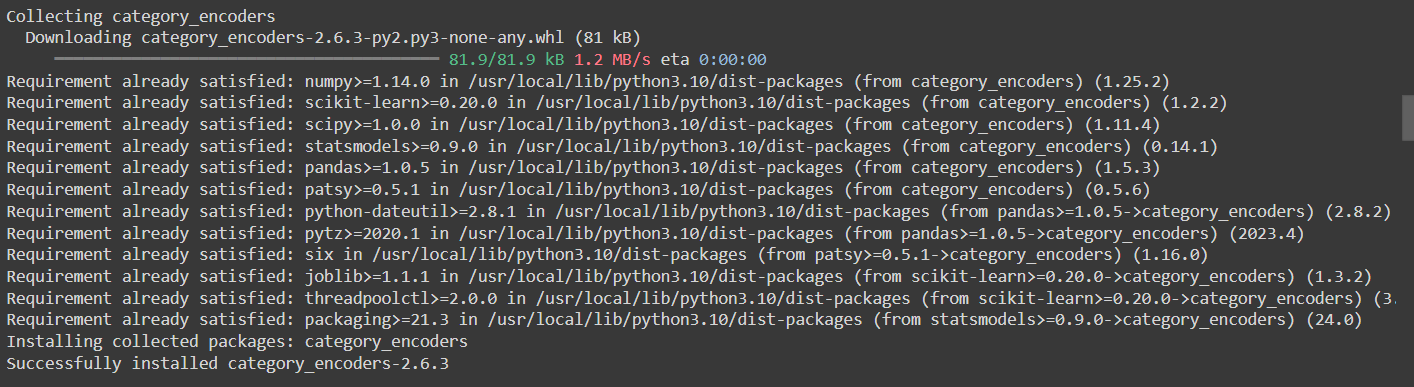 Collecting category_encoders
Downloading category_encoders-2.6.3-py2.py3-none-any.whl (81 kB)
81.9/81.9 kB 1.2 MB/s eta 0:00:00
Requirement already satisfied: numpy>=1.14.0 in /usr/local/lib/python3.10/dist-packages (from category_encoders) (1.25.2)
Requirement already satisfied: scikit-learn>=0.20.0 in /usr/local/lib/python3.10/dist-packages (from category_encoders) (1.2.2)
Requirement already satisfied: scipy>=1.0.0 in /usr/local/lib/python3.10/dist-packages (from category_encoders) (1.11.4)
Requirement already satisfied: statsmodels>=0.9.0 in /usr/local/lib/python3.10/dist-packages (from category_encoders) (0.14.1)
Requirement already satisfied: pandas>=1.0.5 in /usr/local/lib/python3.10/dist-packages (from category_encoders) (1.5.3)
Requirement already satisfied: patsy>=0.5.1 in /usr/local/lib/python3.10/dist-packages (from category_encoders) (0.5.6)
Requirement already satisfied: python-dateutil>=2.8.1 in /usr/local/lib/python3.10/dist-packages (from pandas>=1.0.5->category_encoders) (2.8.2)
Requirement already satisfied: pytz>=2020.1 in /usr/local/lib/python3.10/dist-packages (from pandas>=1.0.5->category_encoders) (2023.4)
Requirement already satisfied: six in /usr/local/lib/python3.10/dist-packages (from patsy>=0.5.1->category_encoders) (1.16.0)
Requirement already satisfied: joblib>=1.1.1 in /usr/local/lib/python3.10/dist-packages (from scikit-learn>=0.20.0->category_encoders) (1.3.2)
Requirement already satisfied: threadpoolctl>=2.0.0 in /usr/local/lib/python3.10/dist-packages (from scikit-learn>=0.20.0->category_encoders) (3.
Requirement already satisfied: packaging>=21.3 in /usr/local/lib/python3.10/dist-packages (from statsmodels>=0.9.0->category_encoders) (24.0)
Installing collected packages: category_encoders
Successfully installed category_encoders-2.6.3